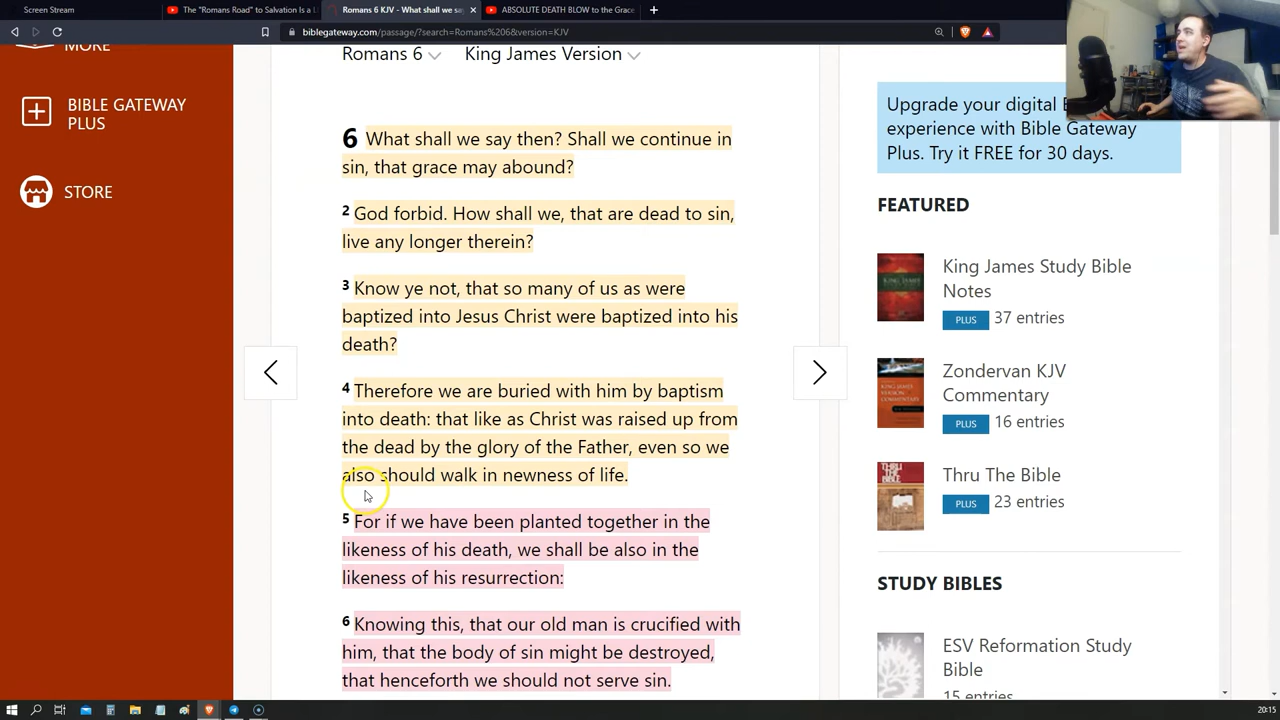 Screen Stream
The "Romans Road" to Salvation Is a L
Romans 6 KJV - What shall we say
ABSOLUTE DEATH BLOW to the Grace
biblegateway.com/passage/?search=Romans%206&version=KJV
MORE
BIBLE GATEWAY
PLUS
STORE
Romans 6
King James Version
6 What shall we say then? Shall we continue in
sin, that grace may abound?
2 God forbid. How shall we, that are dead to sin,
live any longer therein?
3 Know ye not, that so many of us as were
baptized into Jesus Christ were baptized into his
death?
4 Therefore we are buried with him by baptism
into death: that like as Christ was raised up from
the dead by the glory of the Father, even so we
also should walk in newness of life.
5 For if we have been planted together in the
likeness of his death, we shall be also in the
likeness of his resurrection:
6 Knowing this, that our old man is crucified with
him, that the body of sin might be destroyed,
that henceforth we should not serve sin.
Upgrade your digital
experience with Bible Gateway
Plus. Try it FREE for 30 days.
FEATURED
King James Study Bible
Notes
PLUS 37 entries
Zondervan KJV
Commentary
PLUS 16 entries
Thru The Bible
PLUS 23 entries
STUDY BIBLES
ESV Reformation Study
Bible
15 entries
20:15